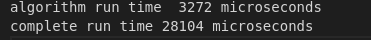 algorithm run time  3272 microseconds
complete run time 28104 microseconds